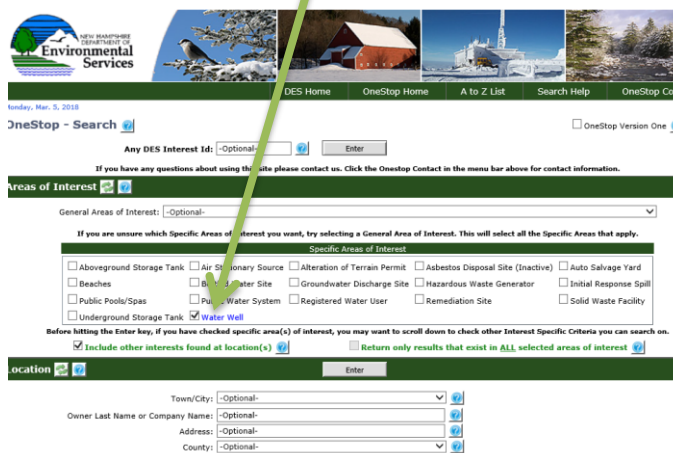 NEW HAMPSHIRE
DEPARTMENT OF
Environmental
Services
DES Home OneStop Home A to Z List Search Help OneStop Co
Monday, Mar. 5, 2018
OneStop - Search ? OneStop Version One
Any DES Interest Id: -Optional- ? Enter
If you have any questions about using this site please contact us. Click the Onestop Contact in the menu bar above for contact information.
Areas of Interest ?
General Areas of Interest: -Optional-
If you are unsure which Specific Areas of Interest you want, try selecting a General Area of Interest. This will select all the Specific Areas that apply.
Specific Areas of Interest
Aboveground Storage Tank Air Stationary Source Alteration of Terrain Permit Asbestos Disposal Site (Inactive) Auto Salvage Yard
Beaches Water Site Groundwater Discharge Site Hazardous Waste Generator Initial Response Spill
Public Pools/Spas Public Water System Registered Water User Remediation Site Solid Waste Facility
Underground Storage Tank Water Well
Before hitting the Enter key, if you have checked specific area(s) of interest, you may want to scroll down to check other Interest Specific Criteria you can search on.
Include other interests found at location(s) ? Return only results that exist in ALL selected areas of interest ?
Location ? Enter
Town/City: -Optional- ?
Owner Last Name or Company Name: -Optional- ?
Address: -Optional- ?
County: -Optional- ?